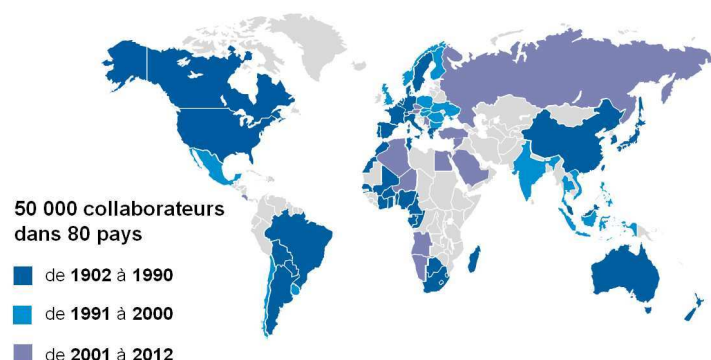 50 000 collaborateurs
dans 80 pays
de 1902 à 1990
de 1991 à 2000
de 2001 à 2012